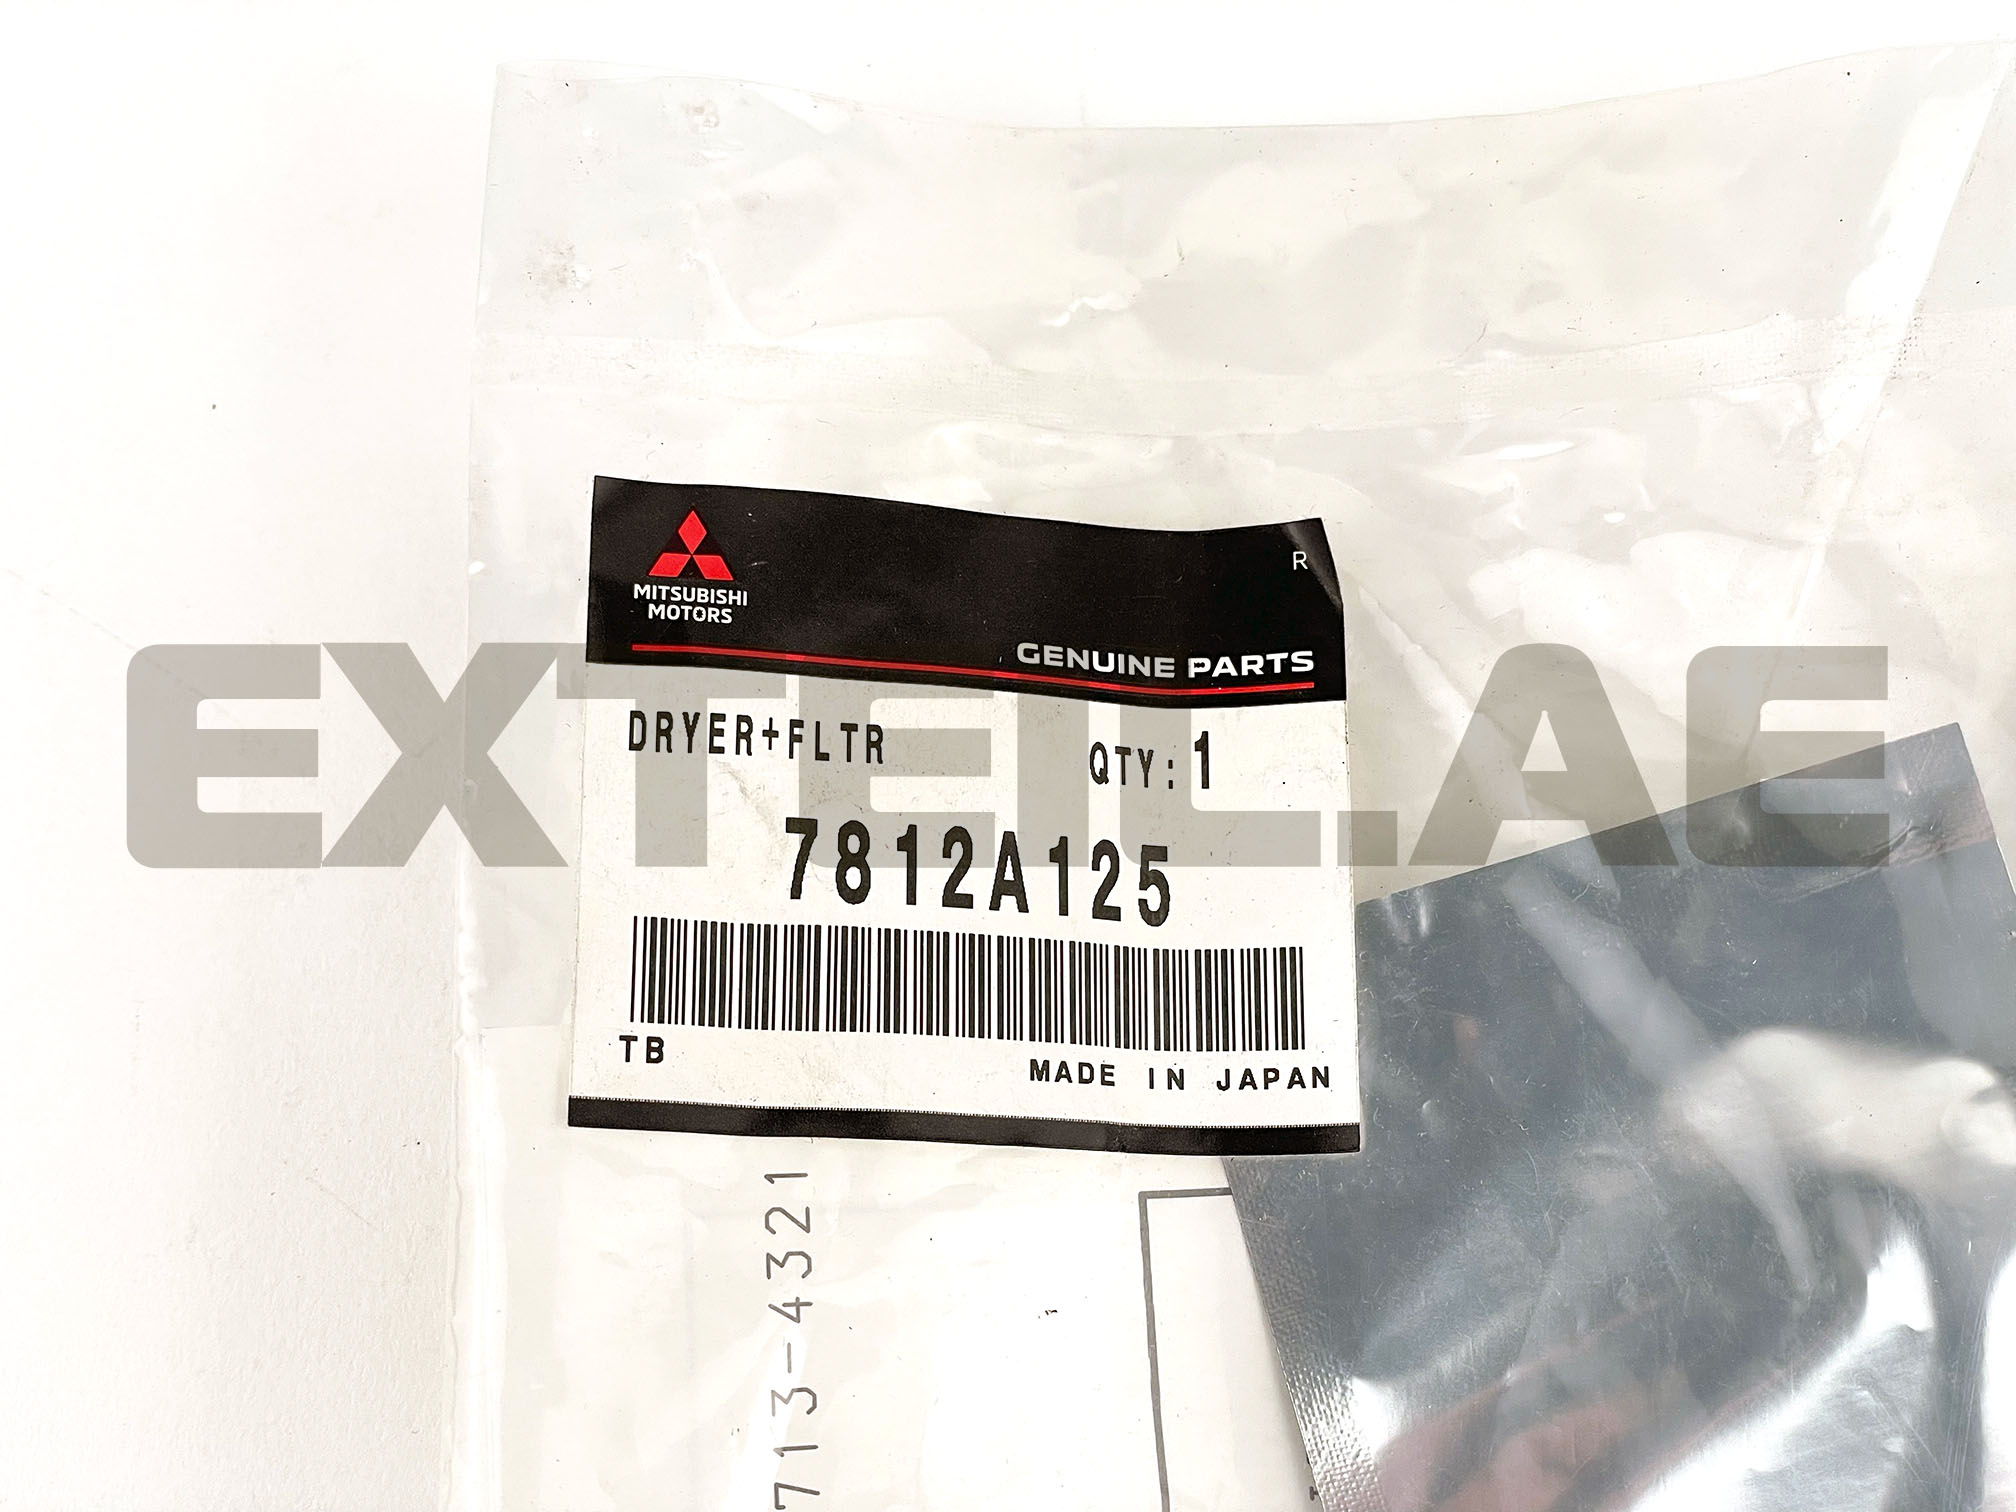 MITSUBISHI
MOTORS
R
GENUINE PARTS
DRYER+FLTR
QTY: 1
7812A125
TB
MADE IN JAPAN
713-4321
EXTEIL.AE